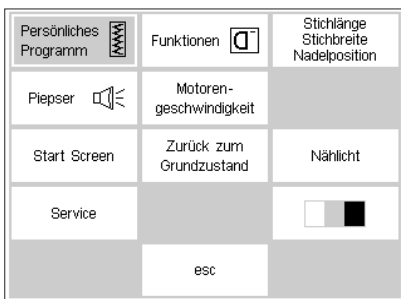 Persönliches
Programm
Funktionen
Stichlänge
Stichbreite
Nadelposition
Piepser
Motoren-
geschwindigkeit
Start Screen
Zurück zum
Grundzustand
Nählicht
Service
esc